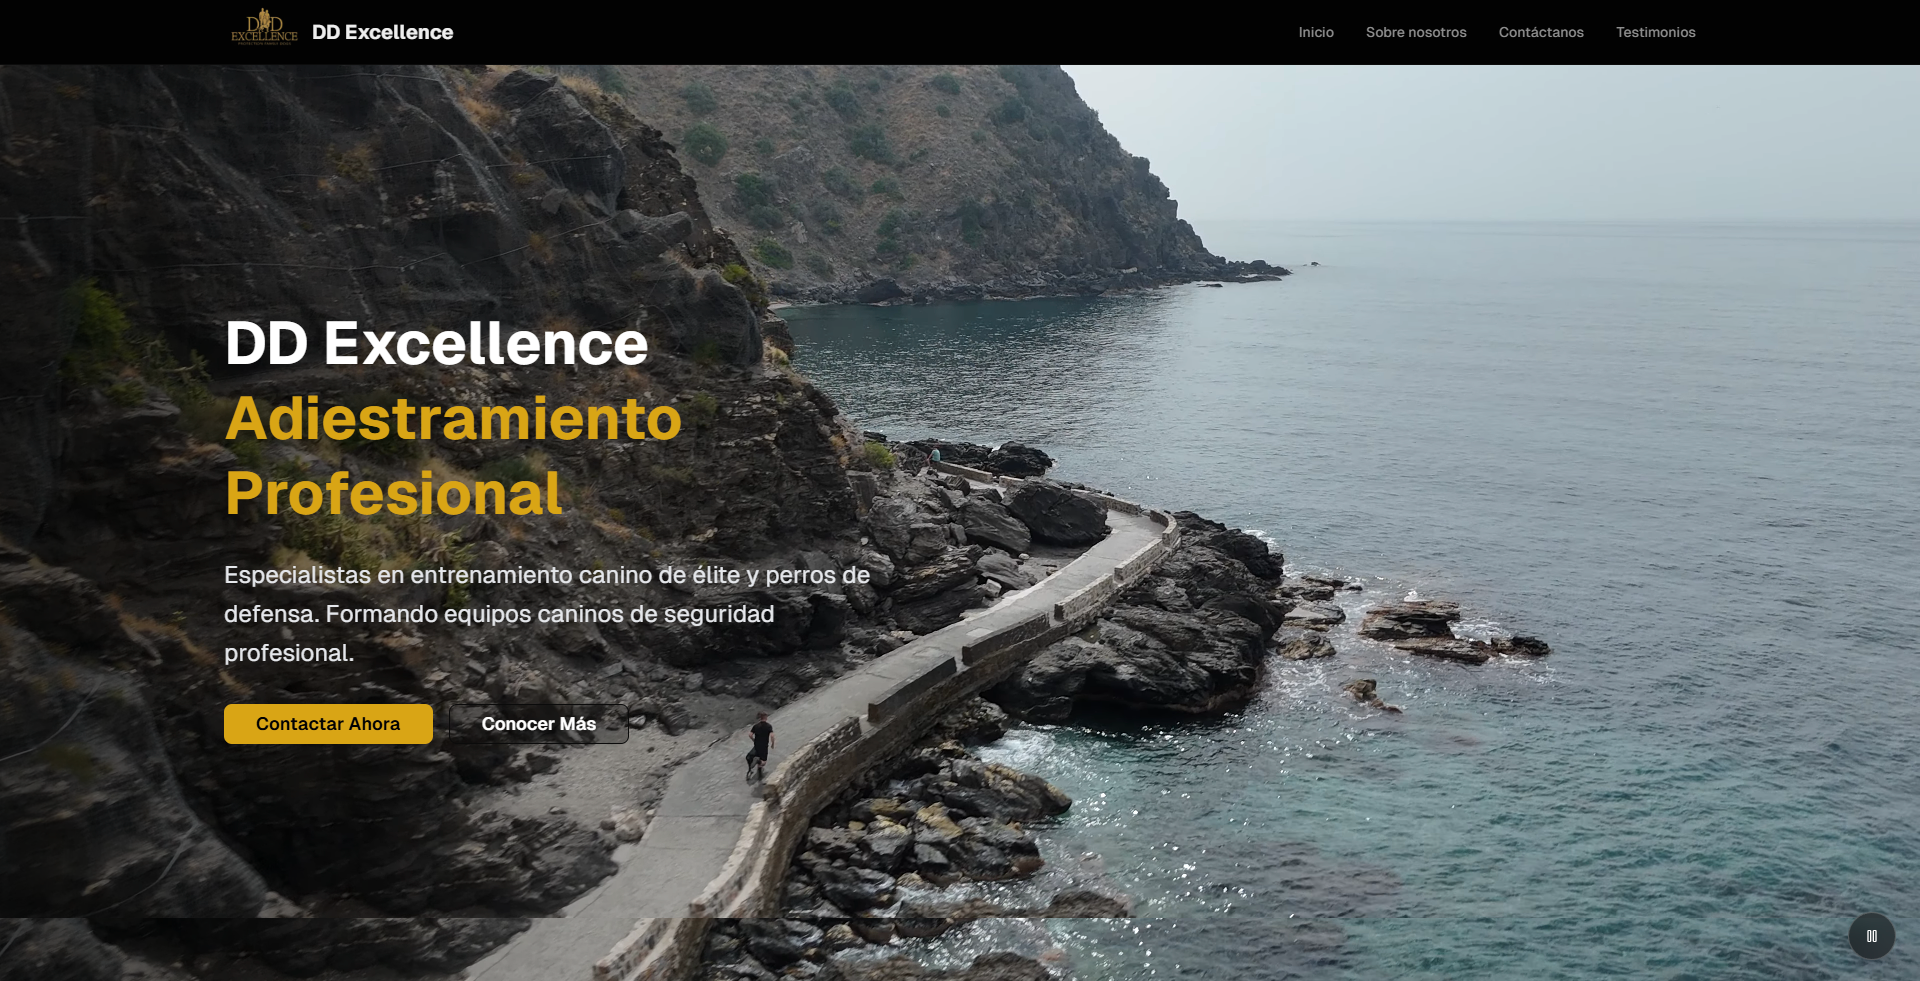 DD
EXCELLENCE
DD Excellence
Inicio
Sobre nosotros
Contáctanos
Testimonios
DD Excellence
Adiestramiento
Profesional
Especialistas en entrenamiento canino de élite y perros de
defensa. Formando equipos caninos de seguridad
profesional.
Contactar Ahora
Conocer Más